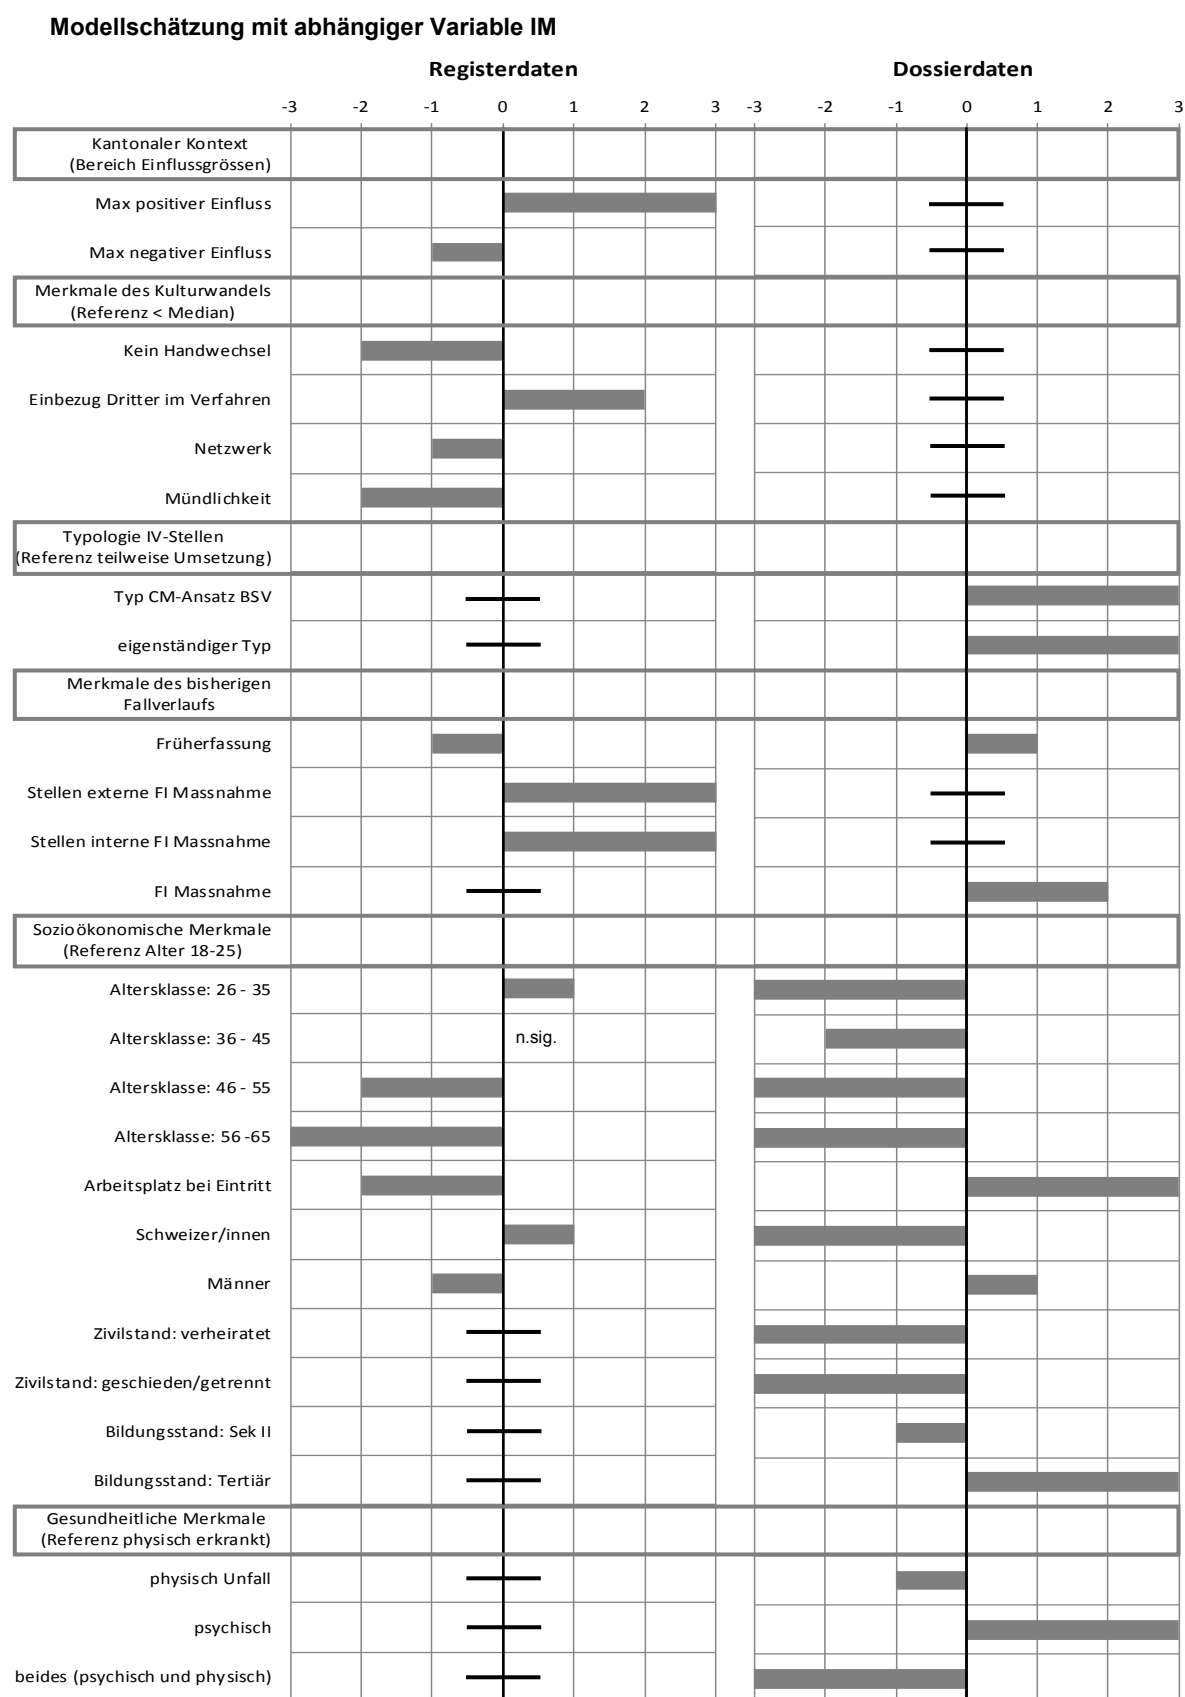 Modellschätzung mit abhängiger Variable IM
Registerdaten Dossierdaten
-3 -2 -1 0 1 2 3 -3 -2 -1 0 1 2 3
Kantonaler Kontext
(Bereich Einflussgrössen)
Max positiver Einfluss
Max negativer Einfluss
Merkmale des Kulturwandels
(Referenz < Median)
Kein Handwechsel
Einbezug Dritter im Verfahren
Netzwerk
Mündlichkeit
Typologie IV-Stellen
(Referenz teilweise Umsetzung)
Typ CM-Ansatz BSV
eigenständiger Typ
Merkmale des bisherigen
Fallverlaufs
Früherfassung
Stellen externe FI Massnahme
Stellen interne FI Massnahme
FI Massnahme
Sozioökonomische Merkmale
(Referenz Alter 18-25)
Altersklasse: 26 - 35
Altersklasse: 36 - 45 n.sig.
Altersklasse: 46 - 55
Altersklasse: 56 -65
Arbeitsplatz bei Eintritt
Schweizer/innen
Männer
Zivilstand: verheiratet
Zivilstand: geschieden/getrennt
Bildungsstand: Sek II
Bildungsstand: Tertiär
Gesundheitliche Merkmale
(Referenz physisch erkrankt)
physisch Unfall
psychisch
beides (psychisch und physisch)